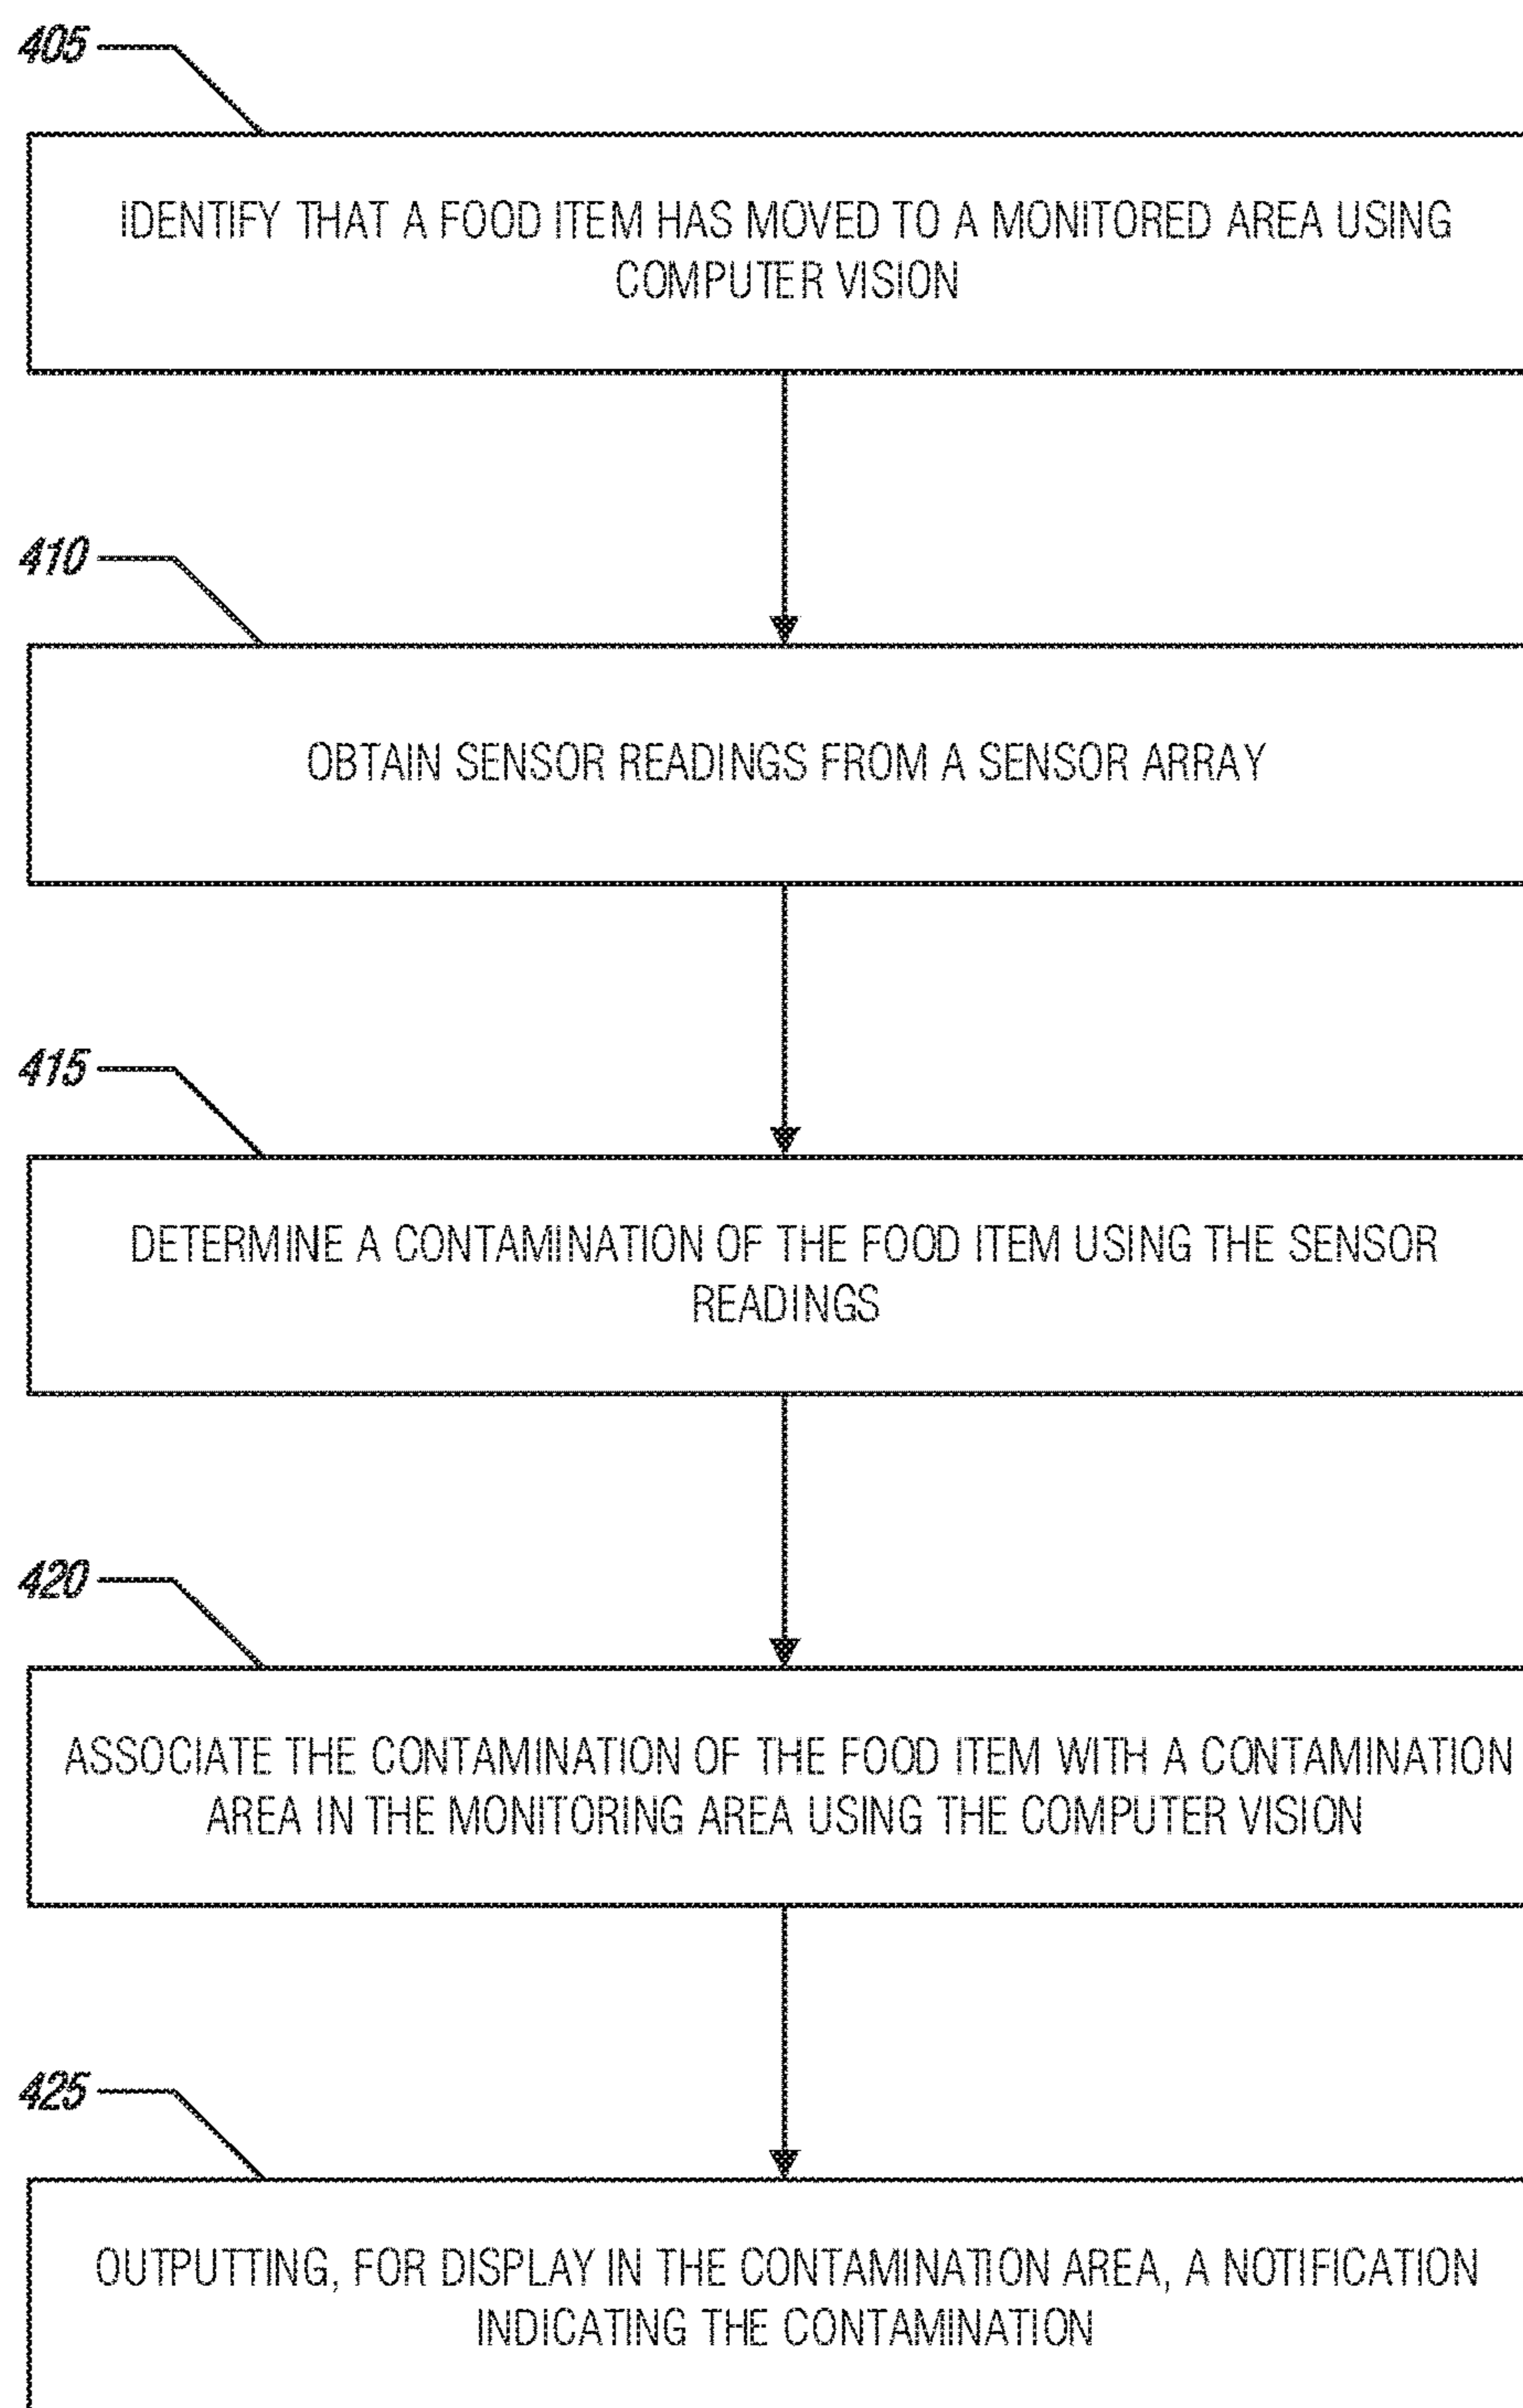 405
IDENTIFY THAT A FOOD ITEM HAS MOVED TO A MONITORED AREA USING
COMPUTER VISION
410
OBTAIN SENSOR READINGS FROM A SENSOR ARRAY
415
DETERMINE A CONTAMINATION OF THE FOOD ITEM USING THE SENSOR
READINGS
420
ASSOCIATE THE CONTAMINATION OF THE FOOD ITEM WITH A CONTAMINATION
AREA IN THE MONITORING AREA USING THE COMPUTER VISION
425
OUTPUTTING, FOR DISPLAY IN THE CONTAMINATION AREA, A NOTIFICATION
INDICATING THE CONTAMINATION